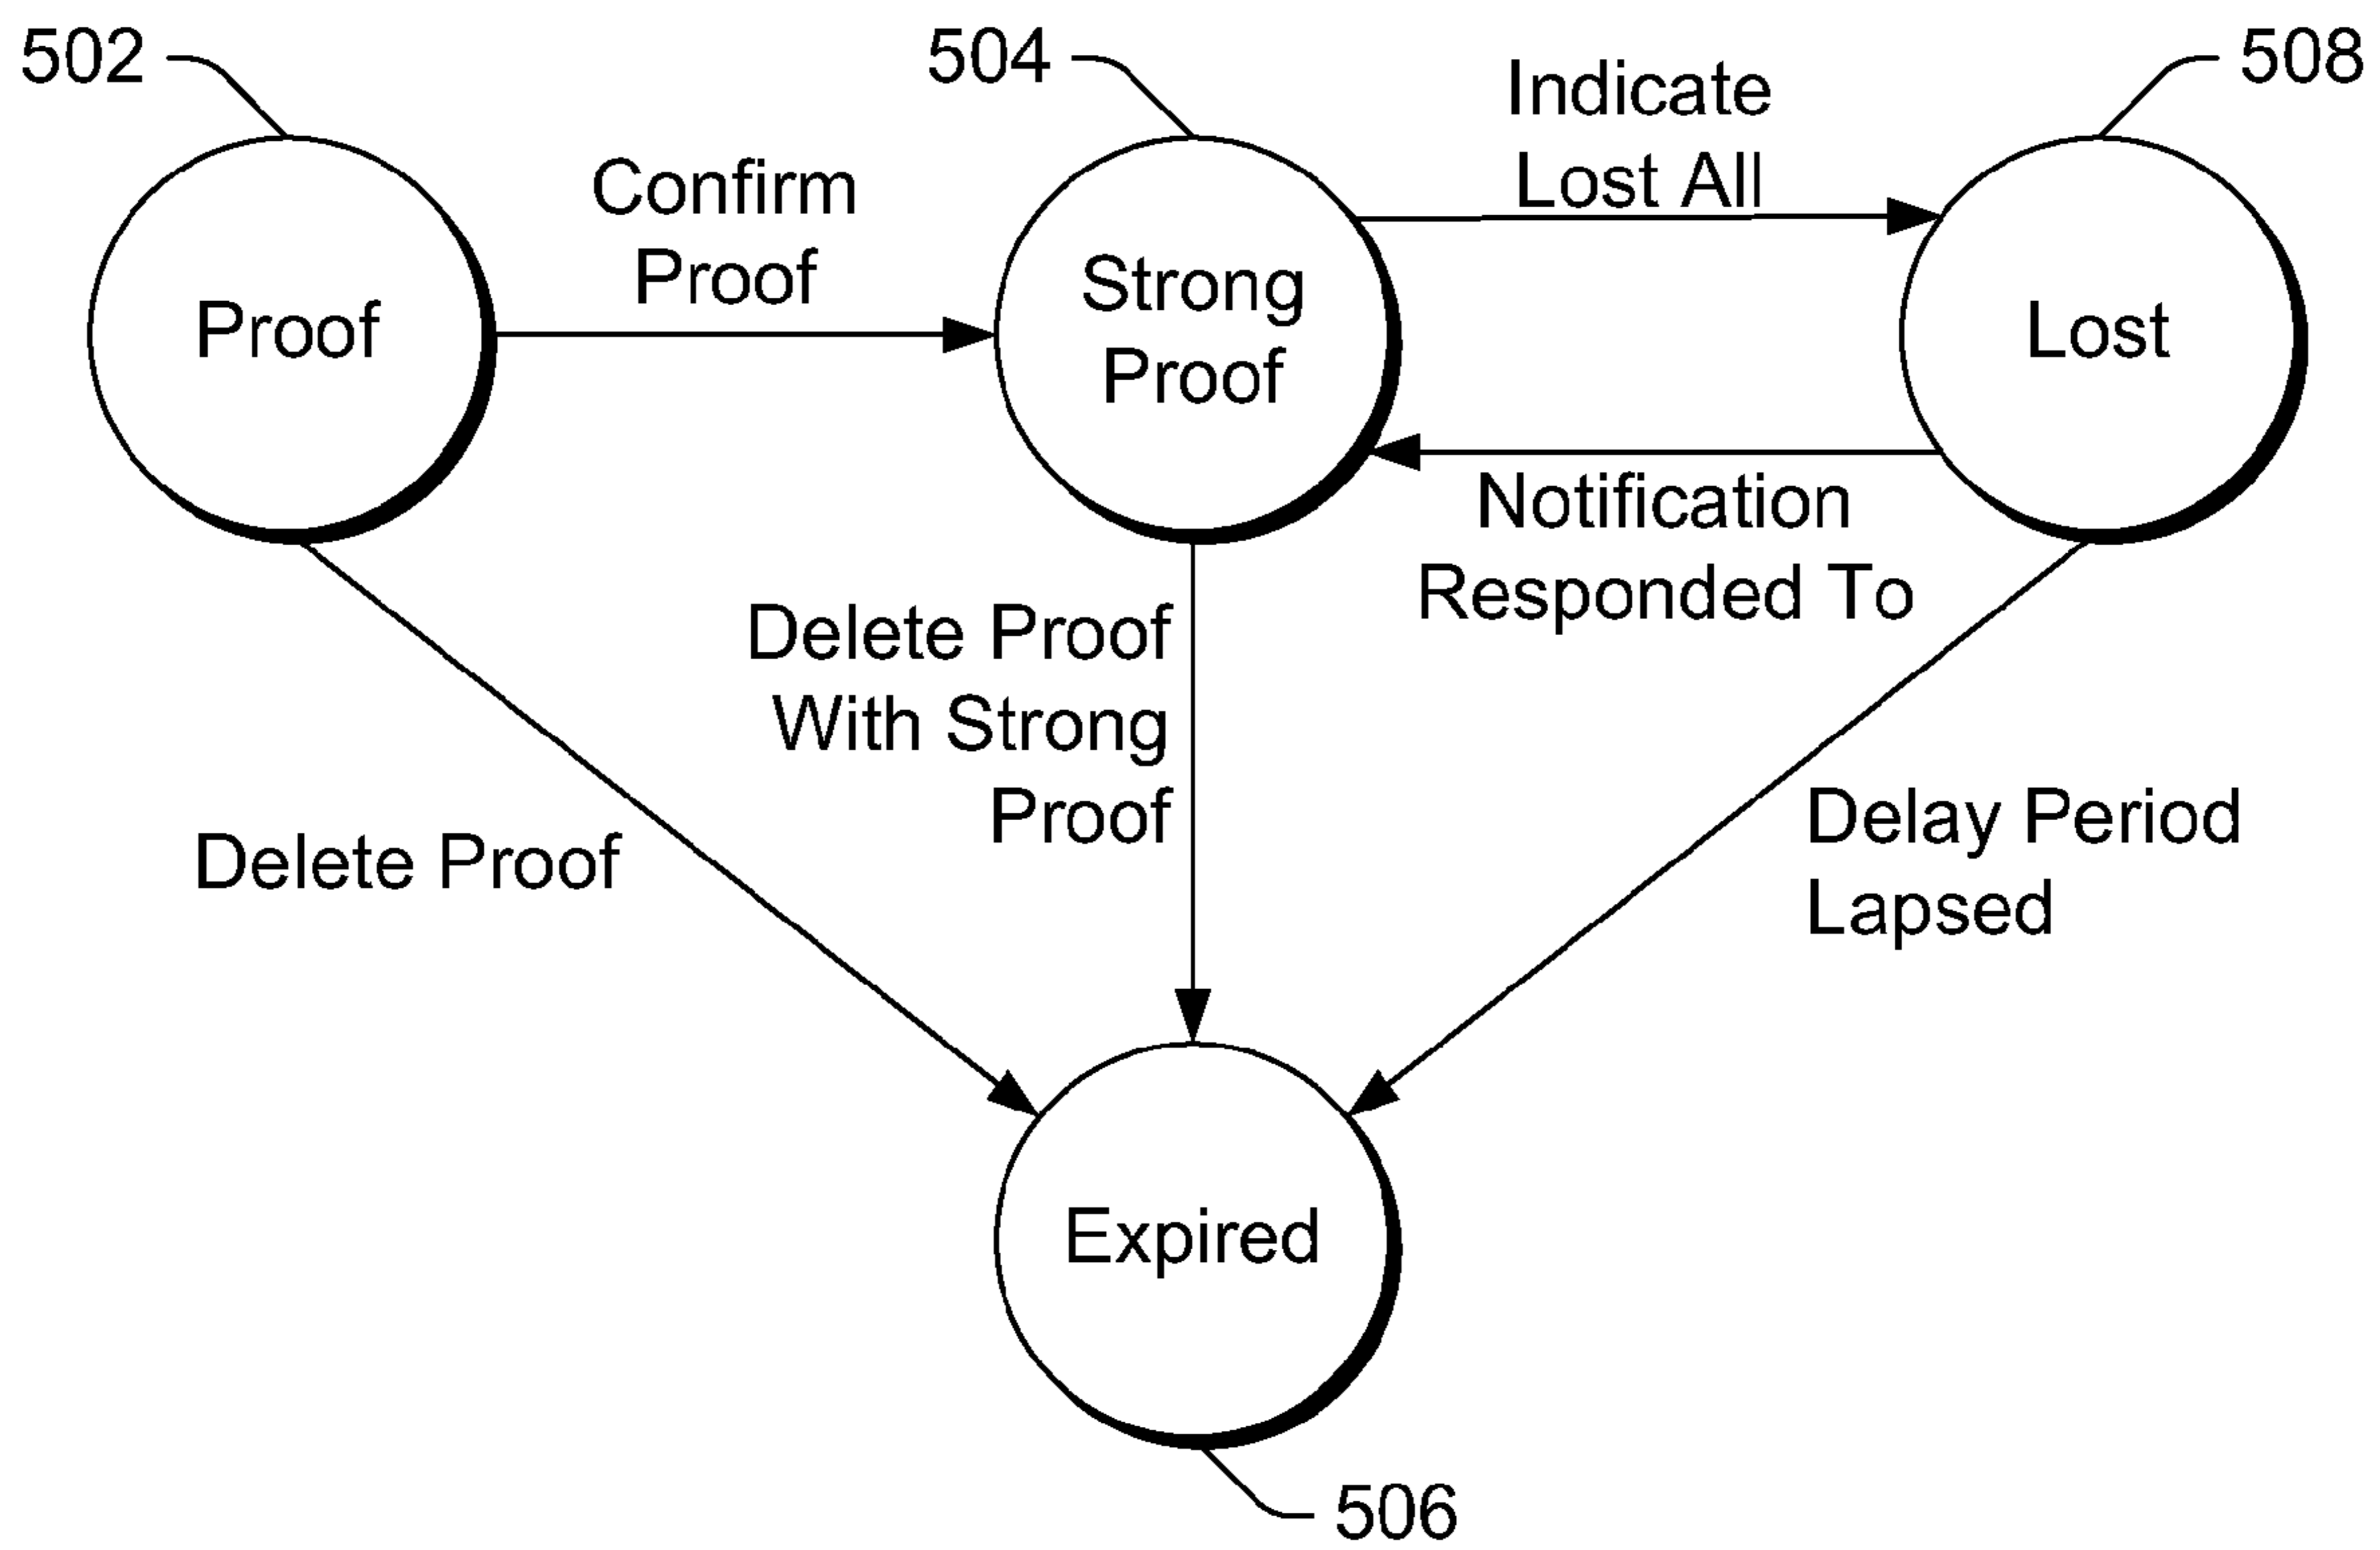 502
504
508
Indicate
Lost All
Confirm
Proof
Proof
Strong
Proof
Lost
Notification
Responded To
Delete Proof
With Strong
Proof
Delete Proof
Delay Period
Lapsed
Expired
506